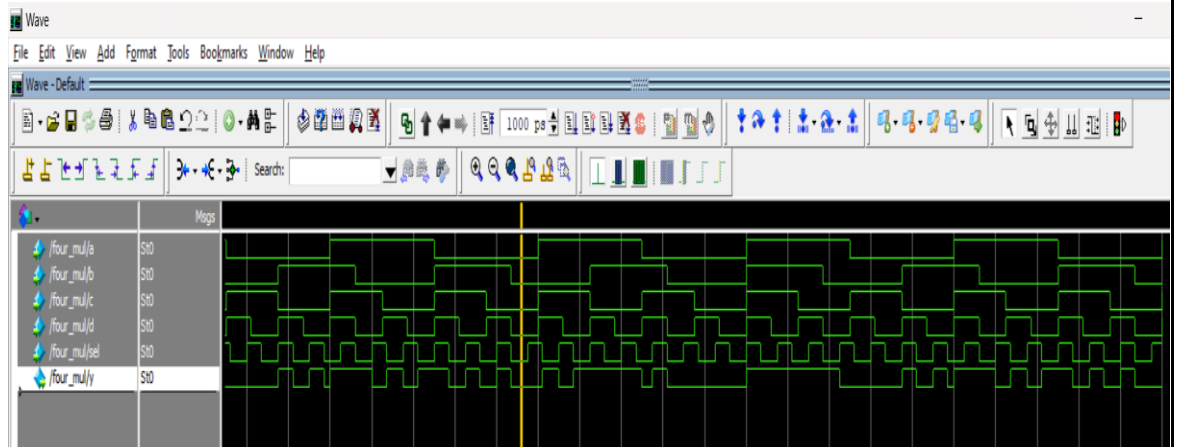 Wave
File Edit View Add Format Tools Bookmarks Window Help
Wave - Default
1000 ps
Search:
Msgs
/four_mul/a St0
/four_mul/b St0
/four_mul/c St0
/four_mul/d St0
/four_mul/sel St0
/four_mul/y St0